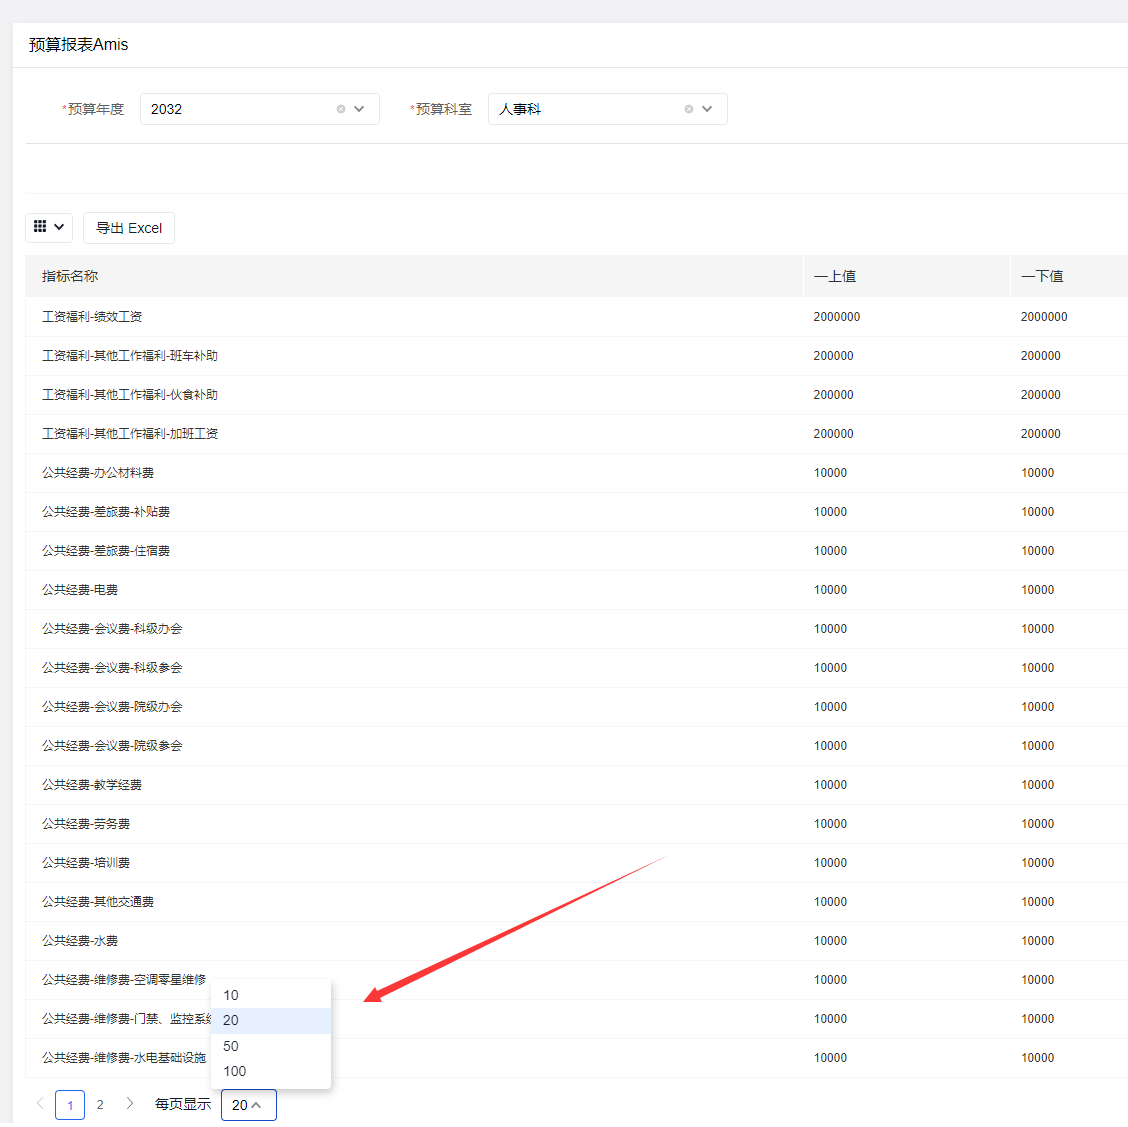 预算报表Amis
*预算年度 2032 *预算科室 人事科
导出 Excel
指标名称 一上值 一下值
工资福利-绩效工资 2000000 2000000
工资福利-其他工作福利-班车补助 200000 200000
工资福利-其他工作福利-伙食补助 200000 200000
工资福利-其他工作福利-加班工资 200000 200000
公共经费-办公材料费 10000 10000
公共经费-差旅费-补贴费 10000 10000
公共经费-差旅费-住宿费 10000 10000
公共经费-电费 10000 10000
公共经费-会议费-科级办会 10000 10000
公共经费-会议费-科级参会 10000 10000
公共经费-会议费-院级办会 10000 10000
公共经费-会议费-院级参会 10000 10000
公共经费-教学经费 10000 10000
公共经费-劳务费 10000 10000
公共经费-培训费 10000 10000
公共经费-其他交通费 10000 10000
公共经费-水费 10000 10000
公共经费-维修费-空调零星维修 10000 10000
公共经费-维修费-门禁、监控系 10000 10000
公共经费-维修费-水电基础设施 10000 10000
10
20
50
100
1 2 每页显示 20